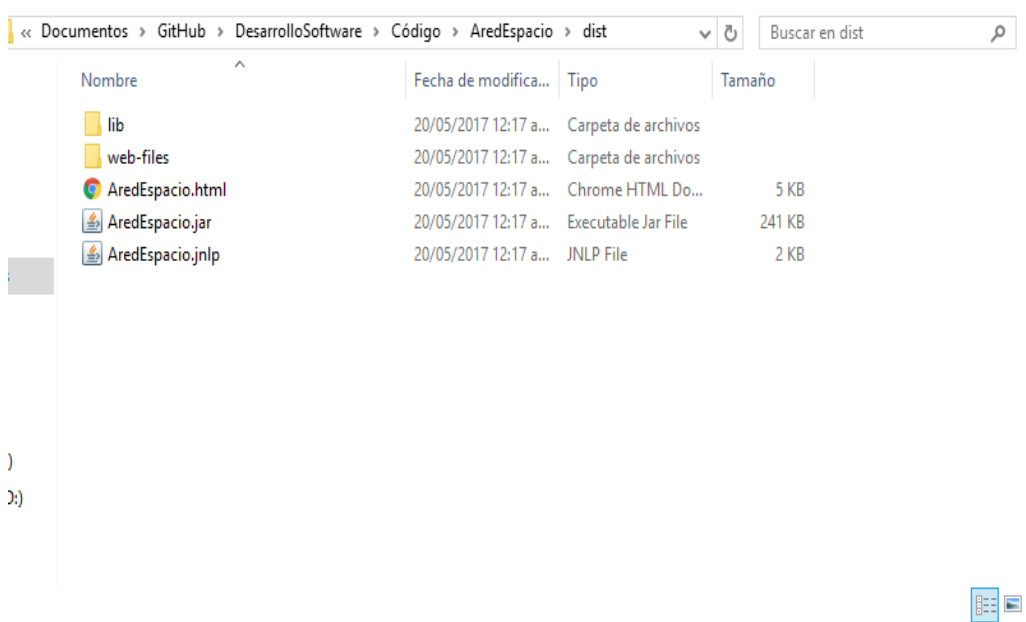 « Documentos › GitHub › DesarrolloSoftware › Código › AredEspacio › dist Buscar en dist
Nombre Fecha de modifica... Tipo Tamaño
lib 20/05/2017 12:17 a... Carpeta de archivos
web-files 20/05/2017 12:17 a... Carpeta de archivos
AredEspacio.html 20/05/2017 12:17 a... Chrome HTML Do... 5 KB
AredEspacio.jar 20/05/2017 12:17 a... Executable Jar File 241 KB
AredEspacio.jnlp 20/05/2017 12:17 a... JNLP File 2 KB
)
:)